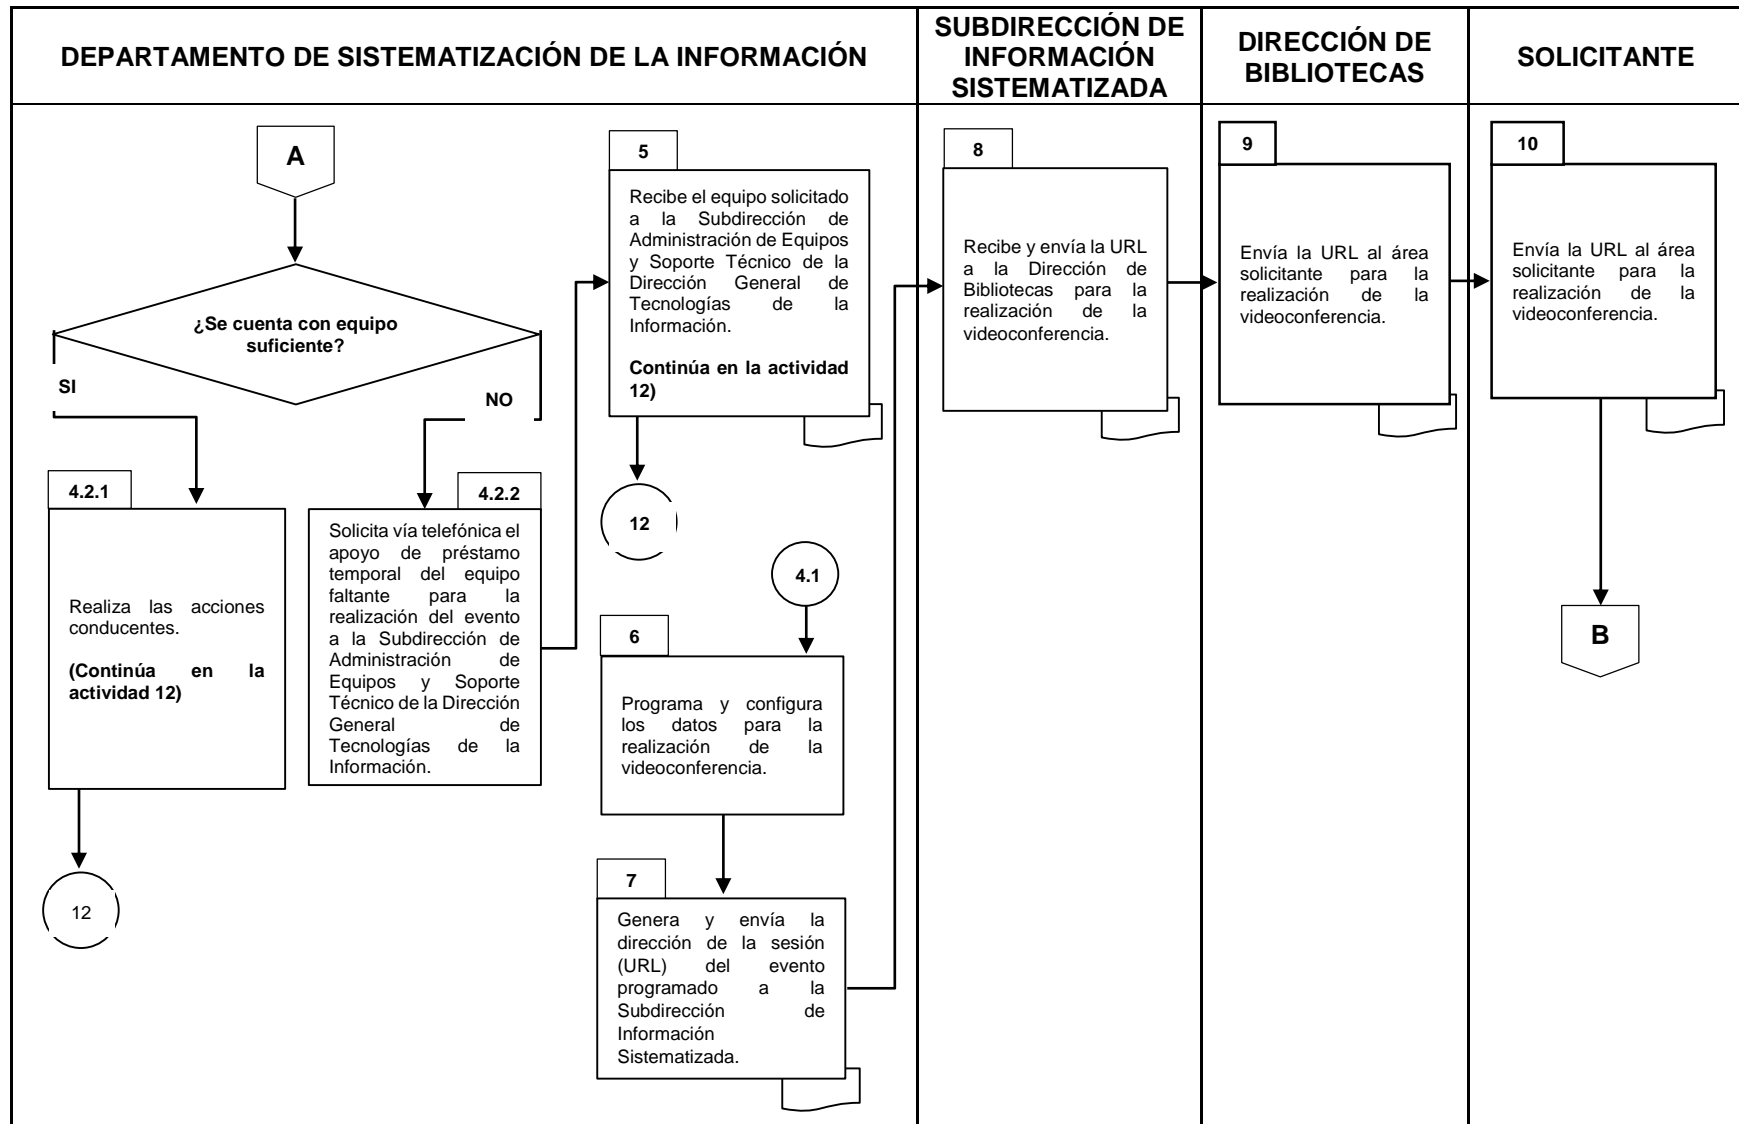 DEPARTAMENTO DE SISTEMATIZACIÓN DE LA INFORMACIÓN
SUBDIRECCIÓN DE
INFORMACIÓN
SISTEMATIZADA
DIRECCIÓN DE
BIBLIOTECAS
SOLICITANTE
A
¿Se cuenta con equipo
suficiente?
SI
NO
4.2.1
Realiza las acciones
conducentes.
(Continúa en la
actividad 12)
12
4.2.2
Solicita vía telefónica el
apoyo de préstamo
temporal del equipo
faltante para la
realización del evento
a la Subdirección de
Administración de
Equipos y Soporte
Técnico de la Dirección
General de
Tecnologías de la
Información.
5
Recibe el equipo solicitado
a la Subdirección de
Administración de Equipos
y Soporte Técnico de la
Dirección General de
Tecnologías de la
Información.
Continúa en la actividad
12)
12
4.1
6
Programa y configura
los datos para la
realización de la
videoconferencia.
7
Genera y envía la
dirección de la sesión
(URL) del evento
programado a la
Subdirección de
Información
Sistematizada.
8
Recibe y envía la URL
a la Dirección de
Bibliotecas para la
realización de la
videoconferencia.
9
Envía la URL al área
solicitante para la
realización de la
videoconferencia.
10
Envía la URL al área
solicitante para la
realización de la
videoconferencia.
B